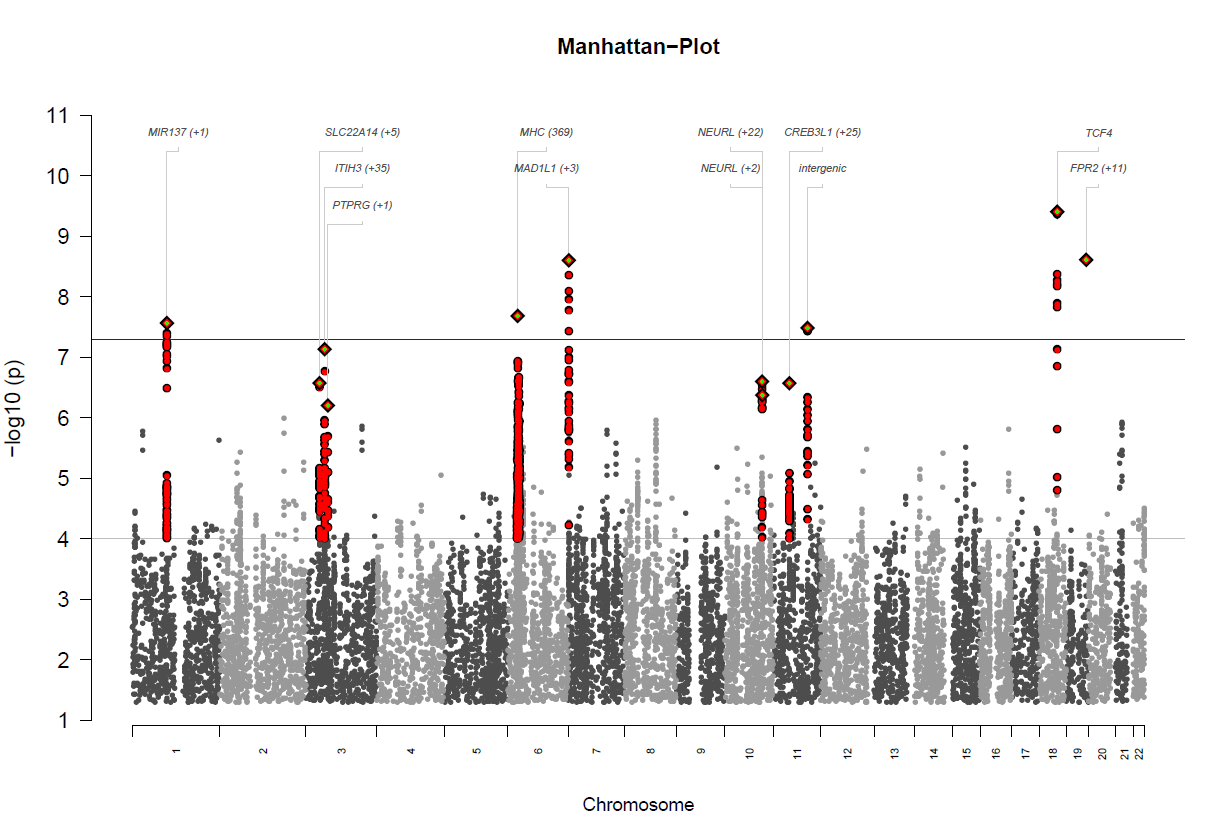 Manhattan−Plot
11
10
9
8
7
6
5
4
3
2
1
−log10 (p)
MIR137 (+1)
SLC22A14 (+5)
MHC (369)
NEURL (+22)
CREB3L1 (+25)
TCF4
ITIH3 (+35)
MAD1L1 (+3)
NEURL (+2)
intergenic
FPR2 (+11)
PTPRG (+1)
1
2
3
4
5
6
7
8
9
10
11
12
13
14
15
16
17
18
19
20
21
22
Chromosome